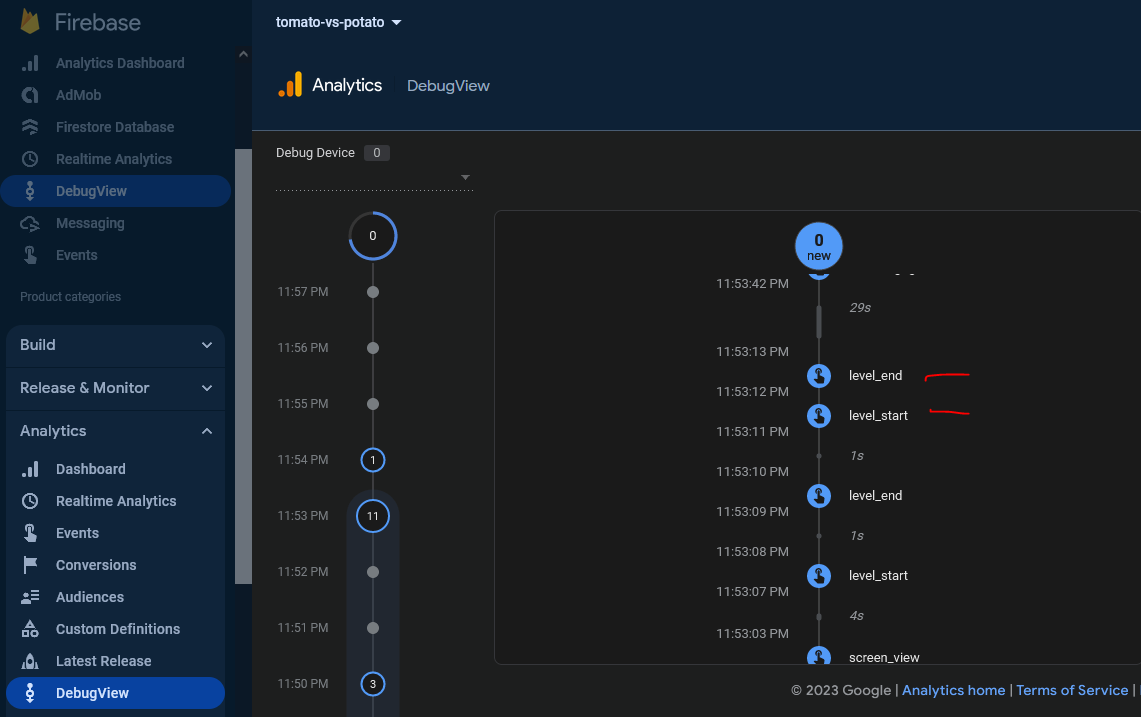 Firebase
Analytics Dashboard
AdMob
Firestore Database
Realtime Analytics
DebugView
Messaging
Events
Product categories
Build
Release & Monitor
Analytics
Dashboard
Realtime Analytics
Events
Conversions
Audiences
Custom Definitions
Latest Release
DebugView
tomato-vs-potato
Analytics DebugView
Debug Device 0
0
11:57 PM
11:56 PM
11:55 PM
11:54 PM 1
11:53 PM 11
11:52 PM
11:51 PM
11:50 PM 3
0
new
11:53:42 PM
29s
11:53:13 PM
level_end
11:53:12 PM
level_start
11:53:11 PM
1s
11:53:10 PM
level_end
11:53:09 PM
1s
11:53:08 PM
level_start
11:53:07 PM
4s
11:53:03 PM
screen_view
© 2023 Google | Analytics home | Terms of Service |